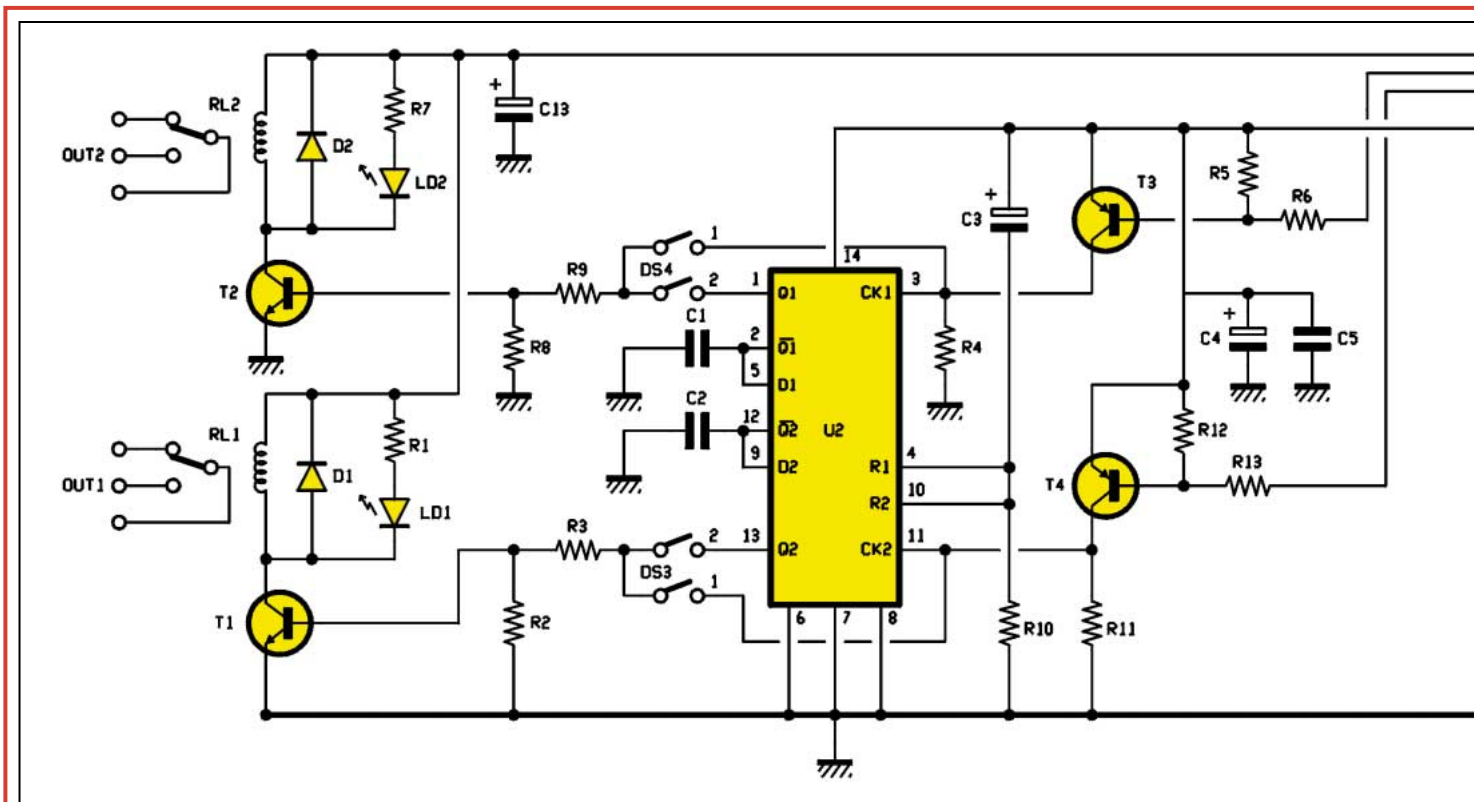 RL2
R7
+
C13
OUT2
D2
LD2
T3
R5
R6
+
C3
DS4
1
2
R9
T2
R8
14
1
Q1
CK1
3
C1
2
Q1
5
D1
R4
+
C4
C5
C2
12
Q2
9
D2
U2
R1
4
R2
10
RL1
R1
OUT1
D1
LD1
R12
R13
T4
R3
DS3
2
1
13
Q2
CK2
11
T1
R2
6
7
8
R10
R11